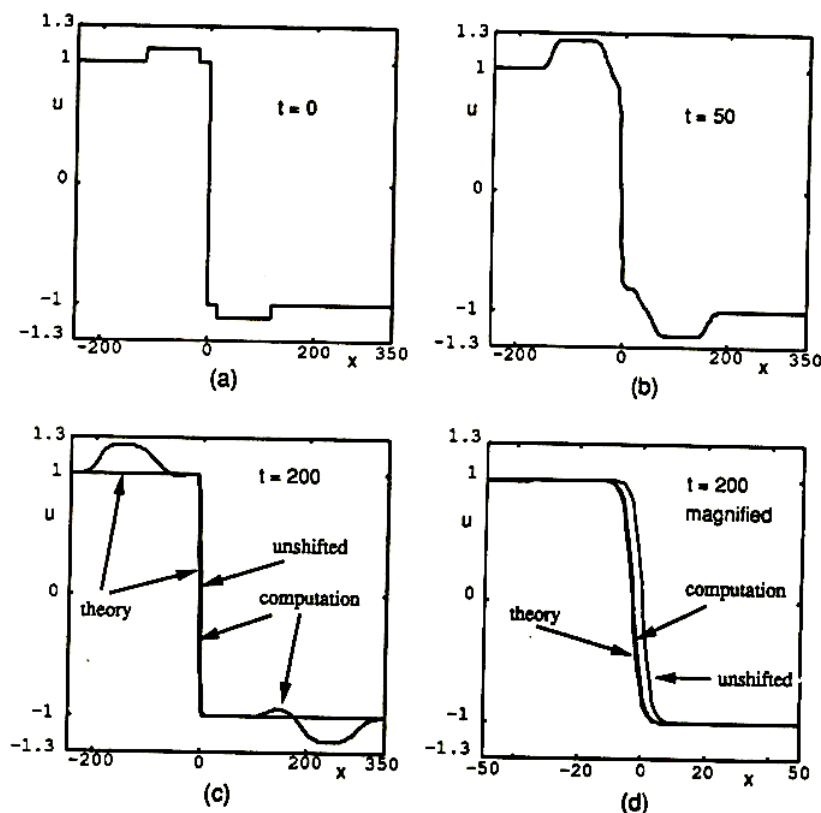 1.3
1
u
t = 0
0
-1
-1.3
-200 0 200 x 350
(a)
1.3
1
u
t = 50
0
-1
-1.3
-200 0 200 x 350
(b)
1.3
1
t = 200
u
unshifted
0
theory
computation
-1
-1.3
-200 0 200 x 350
(c)
1.3
1
t = 200
u
magnified
0
computation
theory
unshifted
-1
-1.3
-50 -20 0 x 20 50
(d)